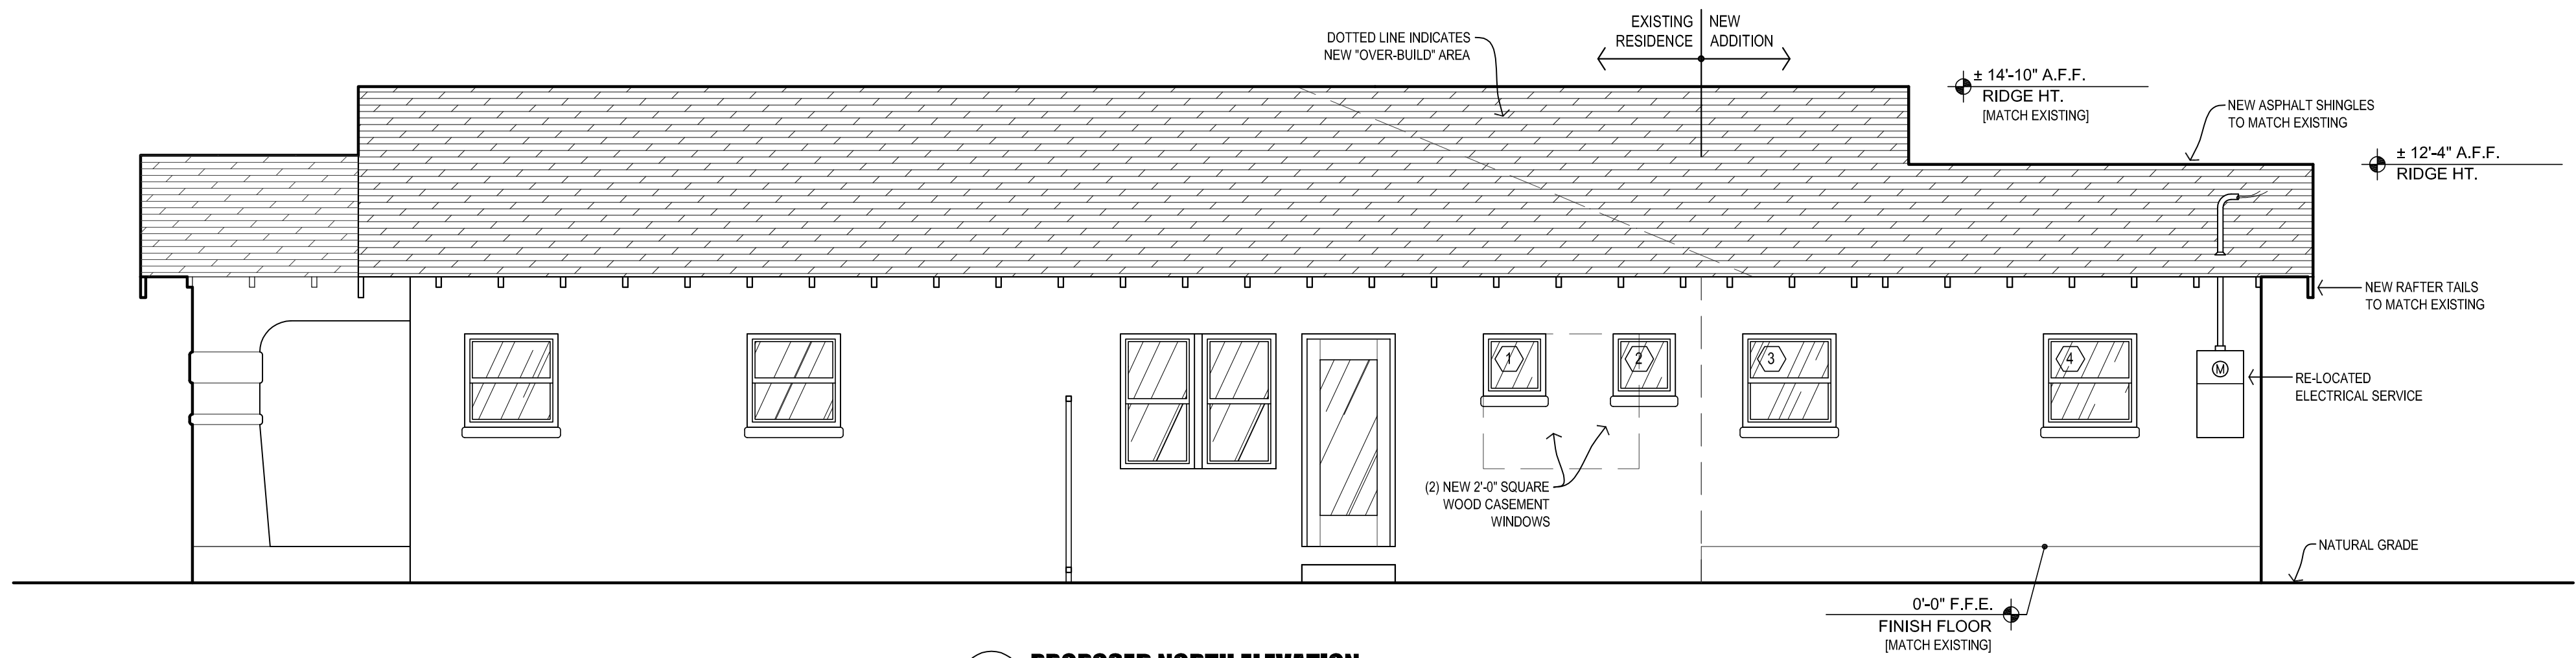 EXISTING RESIDENCE
NEW ADDITION
DOTTED LINE INDICATES
NEW "OVER-BUILD" AREA
± 14'-10" A.F.F.
RIDGE HT.
[MATCH EXISTING]
NEW ASPHALT SHINGLES
TO MATCH EXISTING
± 12'-4" A.F.F.
RIDGE HT.
NEW RAFTER TAILS
TO MATCH EXISTING
1
2
3
4
M
RE-LOCATED
ELECTRICAL SERVICE
(2) NEW 2'-0" SQUARE
WOOD CASEMENT
WINDOWS
NATURAL GRADE
0'-0" F.F.E.
FINISH FLOOR
[MATCH EXISTING]
PROPOSED NORTH ELEVATION